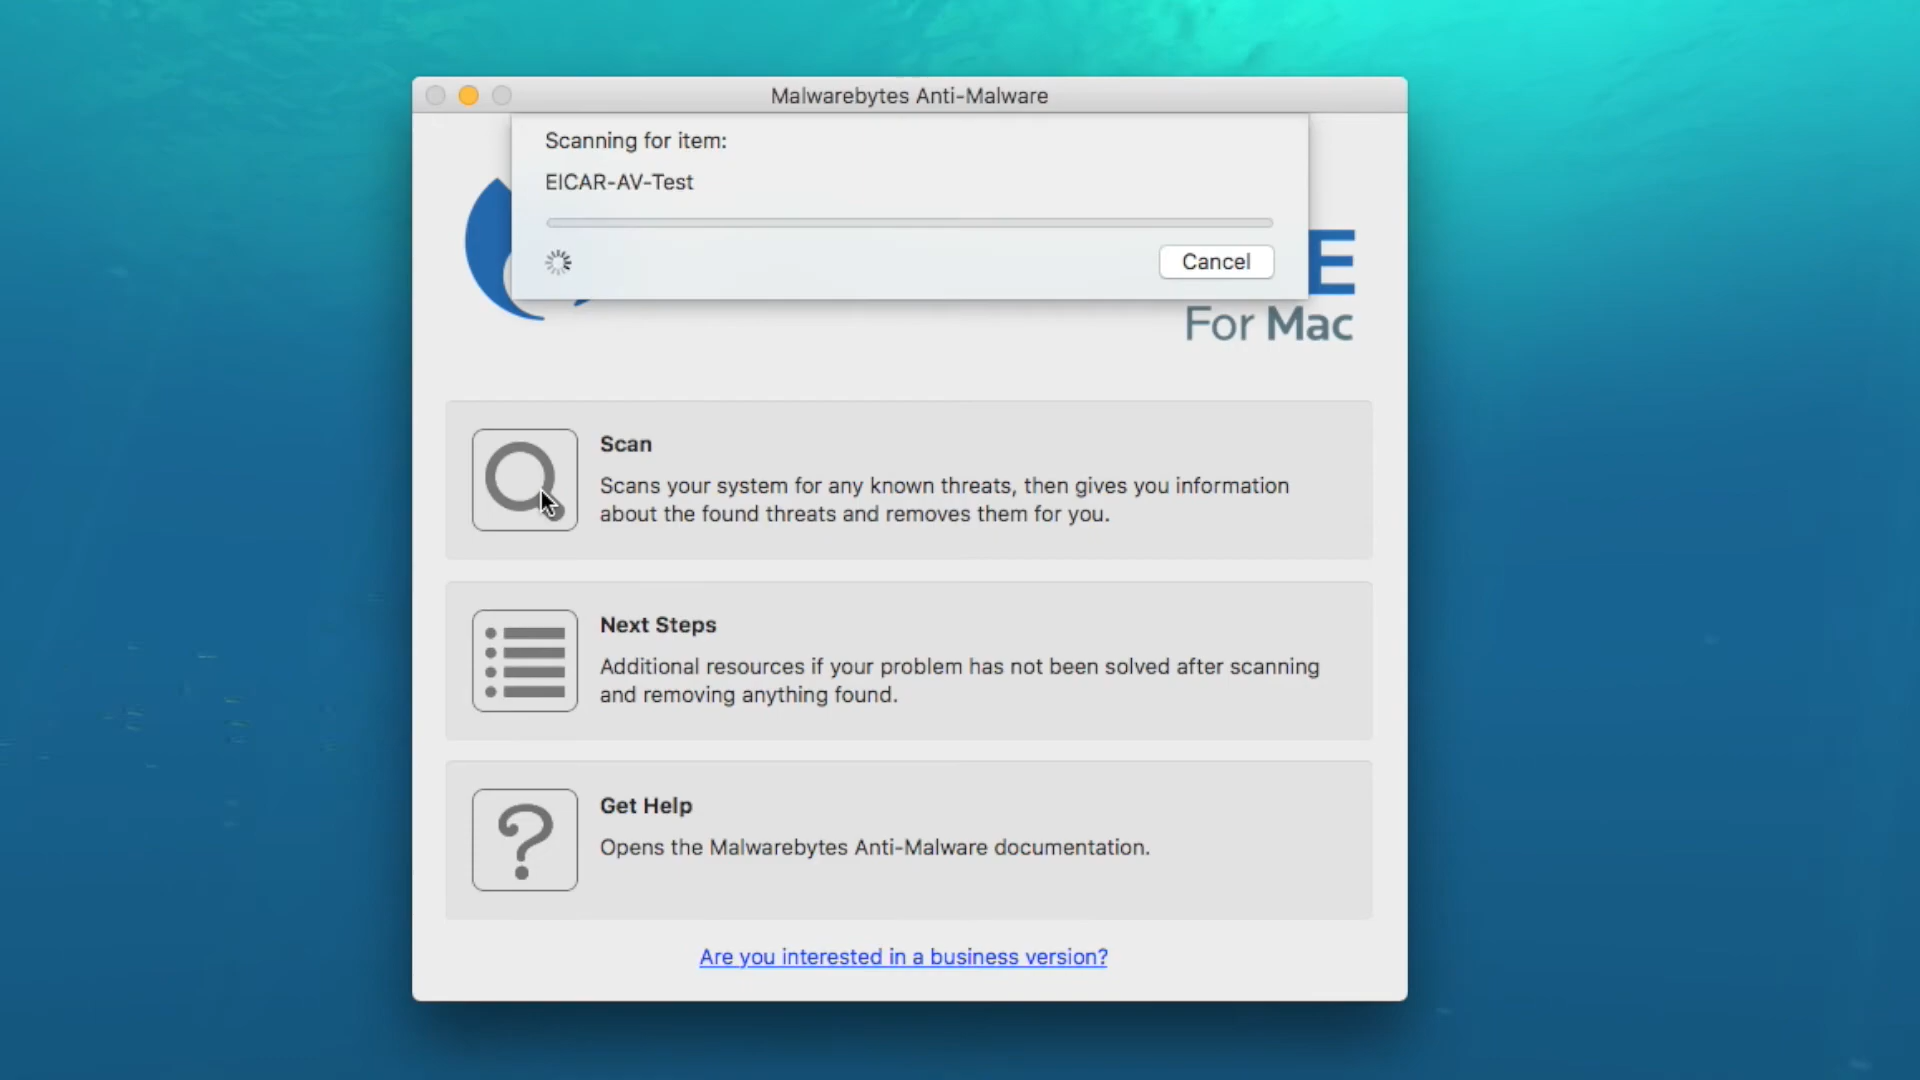 Malwarebytes Anti-Malware
Scanning for item:
EICAR-AV-Test
Cancel
E
For Mac
Scan
Scans your system for any known threats, then gives you information
about the found threats and removes them for you.
Next Steps
Additional resources if your problem has not been solved after scanning
and removing anything found.
Get Help
Opens the Malwarebytes Anti-Malware documentation.
Are you interested in a business version?